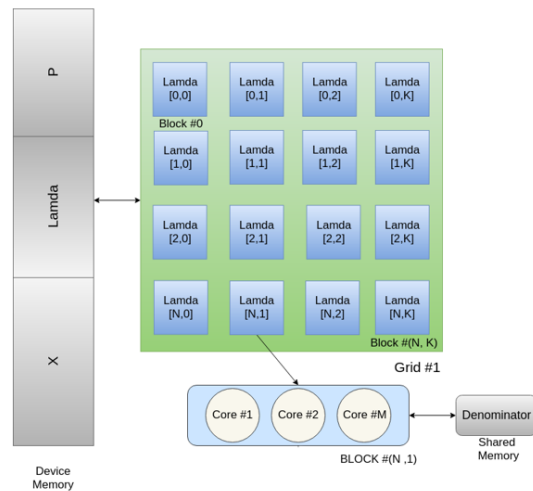 P
Lamda
X
Device
Memory
Lamda
[0,0]
Lamda
[0,1]
Lamda
[0,2]
Lamda
[0,K]
Block #0
Lamda
[1,0]
Lamda
[1,1]
Lamda
[1,2]
Lamda
[1,K]
Lamda
[2,0]
Lamda
[2,1]
Lamda
[2,2]
Lamda
[2,K]
Lamda
[N,0]
Lamda
[N,1]
Lamda
[N,2]
Lamda
[N,K]
Block #(N, K)
Grid #1
Core #1
Core #2
Core #M
BLOCK #(N ,1)
Denominator
Shared
Memory